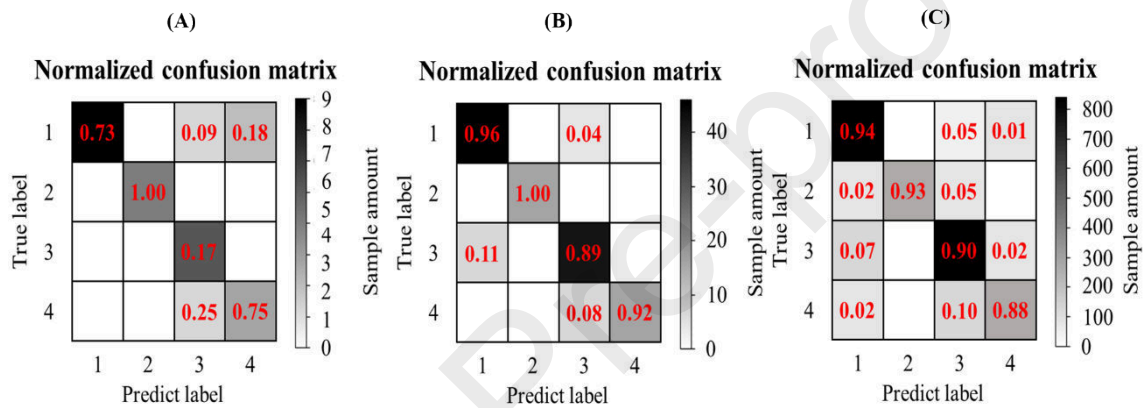 (A)
Normalized confusion matrix
True label
1
2
3
4
0.73 0.09 0.18
1.00
0.17
0.25 0.75
1 2 3 4
Predict label
9
8
7
6
5
4
3
2
1
0
Sample amount
(B)
Normalized confusion matrix
True label
1
2
3
4
0.96 0.04
1.00
0.11 0.89
0.08 0.92
1 2 3 4
Predict label
40
30
20
10
0
Sample amount
(C)
Normalized confusion matrix
True label
1
2
3
4
0.94 0.05 0.01
0.02 0.93 0.05
0.07 0.90 0.02
0.02 0.10 0.88
1 2 3 4
Predict label
800
700
600
500
400
300
200
100
0
Sample amount
Pre-pro